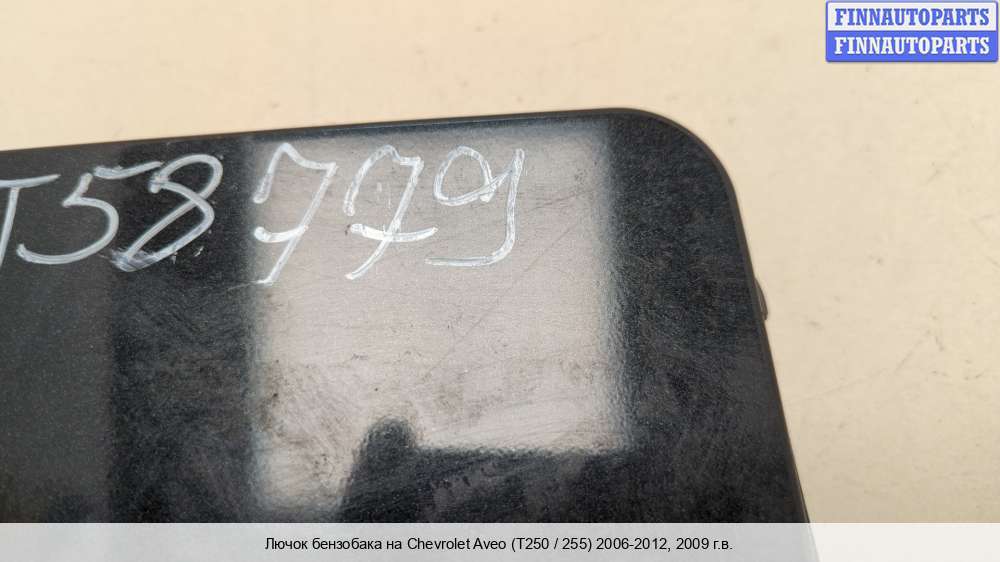 FINNAUTOPARTS
FINNAUTOPARTS
T58779
Лючок бензобака на Chevrolet Aveo (T250 / 255) 2006-2012, 2009 г.в.